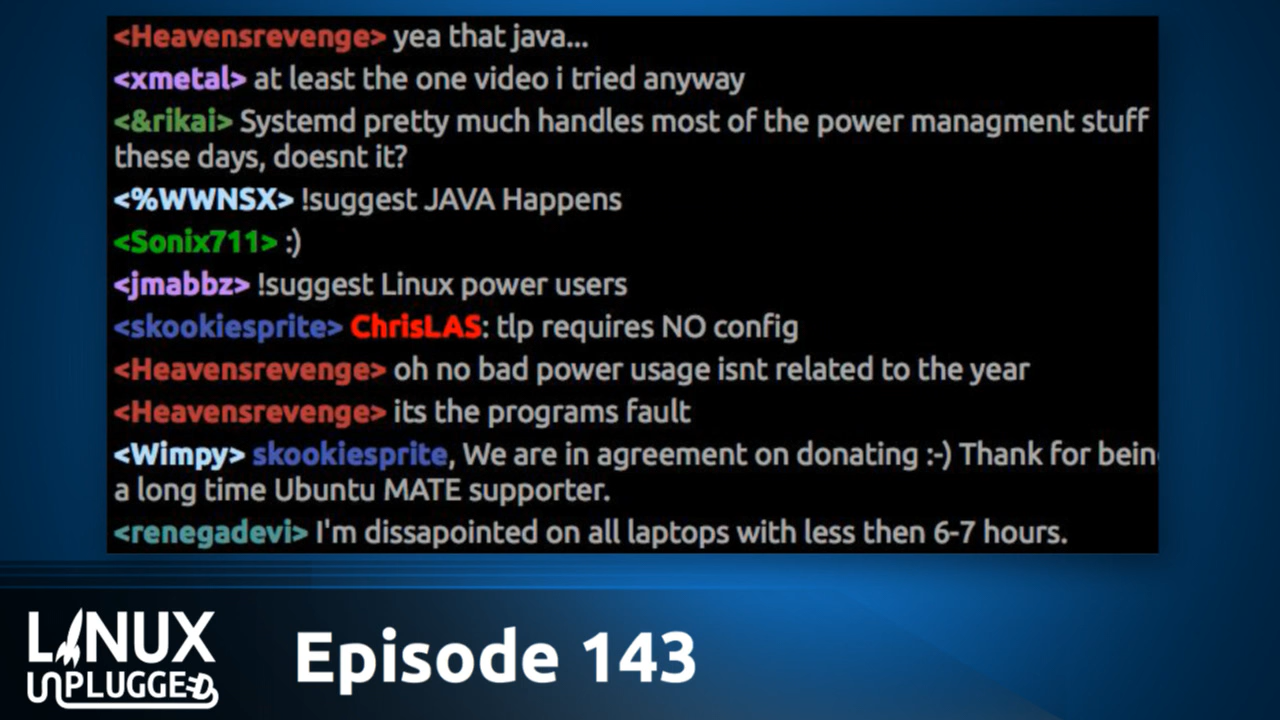 <Heavensrevenge> yea that java...
<xmetal> at least the one video i tried anyway
<&rikai> Systemd pretty much handles most of the power managment stuff
these days, doesnt it?
<%WWNSX> !suggest JAVA Happens
<Sonix711> :)
<jmabbz> !suggest Linux power users
<skookiesprite> ChrisLAS: tlp requires NO config
<Heavensrevenge> oh no bad power usage isnt related to the year
<Heavensrevenge> its the programs fault
<Wimpy> skookiesprite, We are in agreement on donating :-) Thank for bein
a long time Ubuntu MATE supporter.
<renegadevi> I'm dissapointed on all laptops with less then 6-7 hours.
LINUX
UNPLUGGED
Episode 143